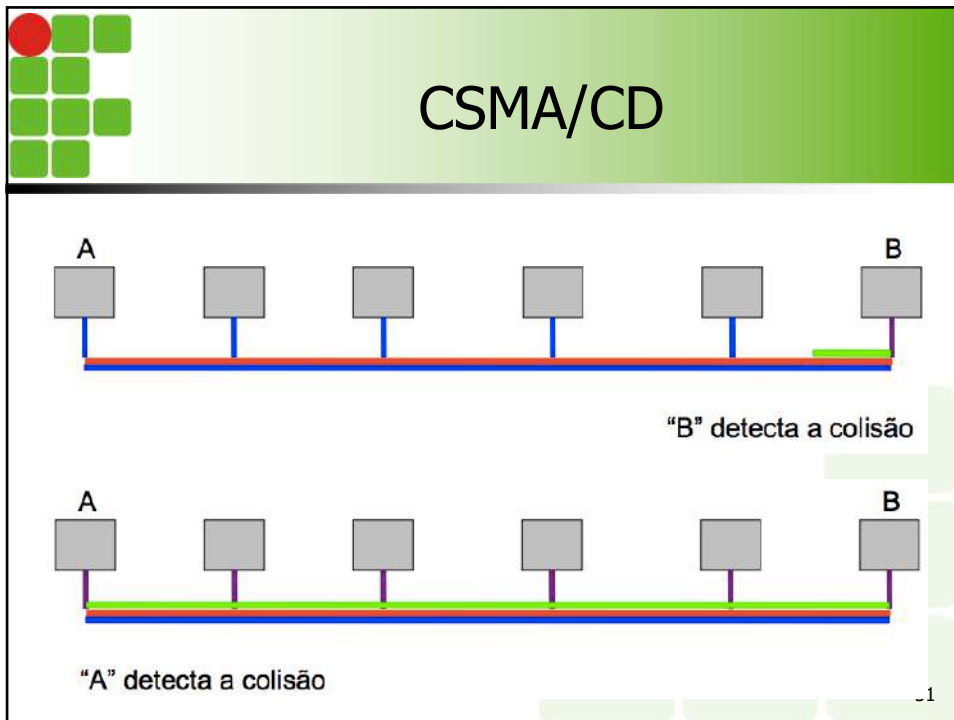 CSMA/CD
A B
“B” detecta a colisão
A B
“A” detecta a colisão